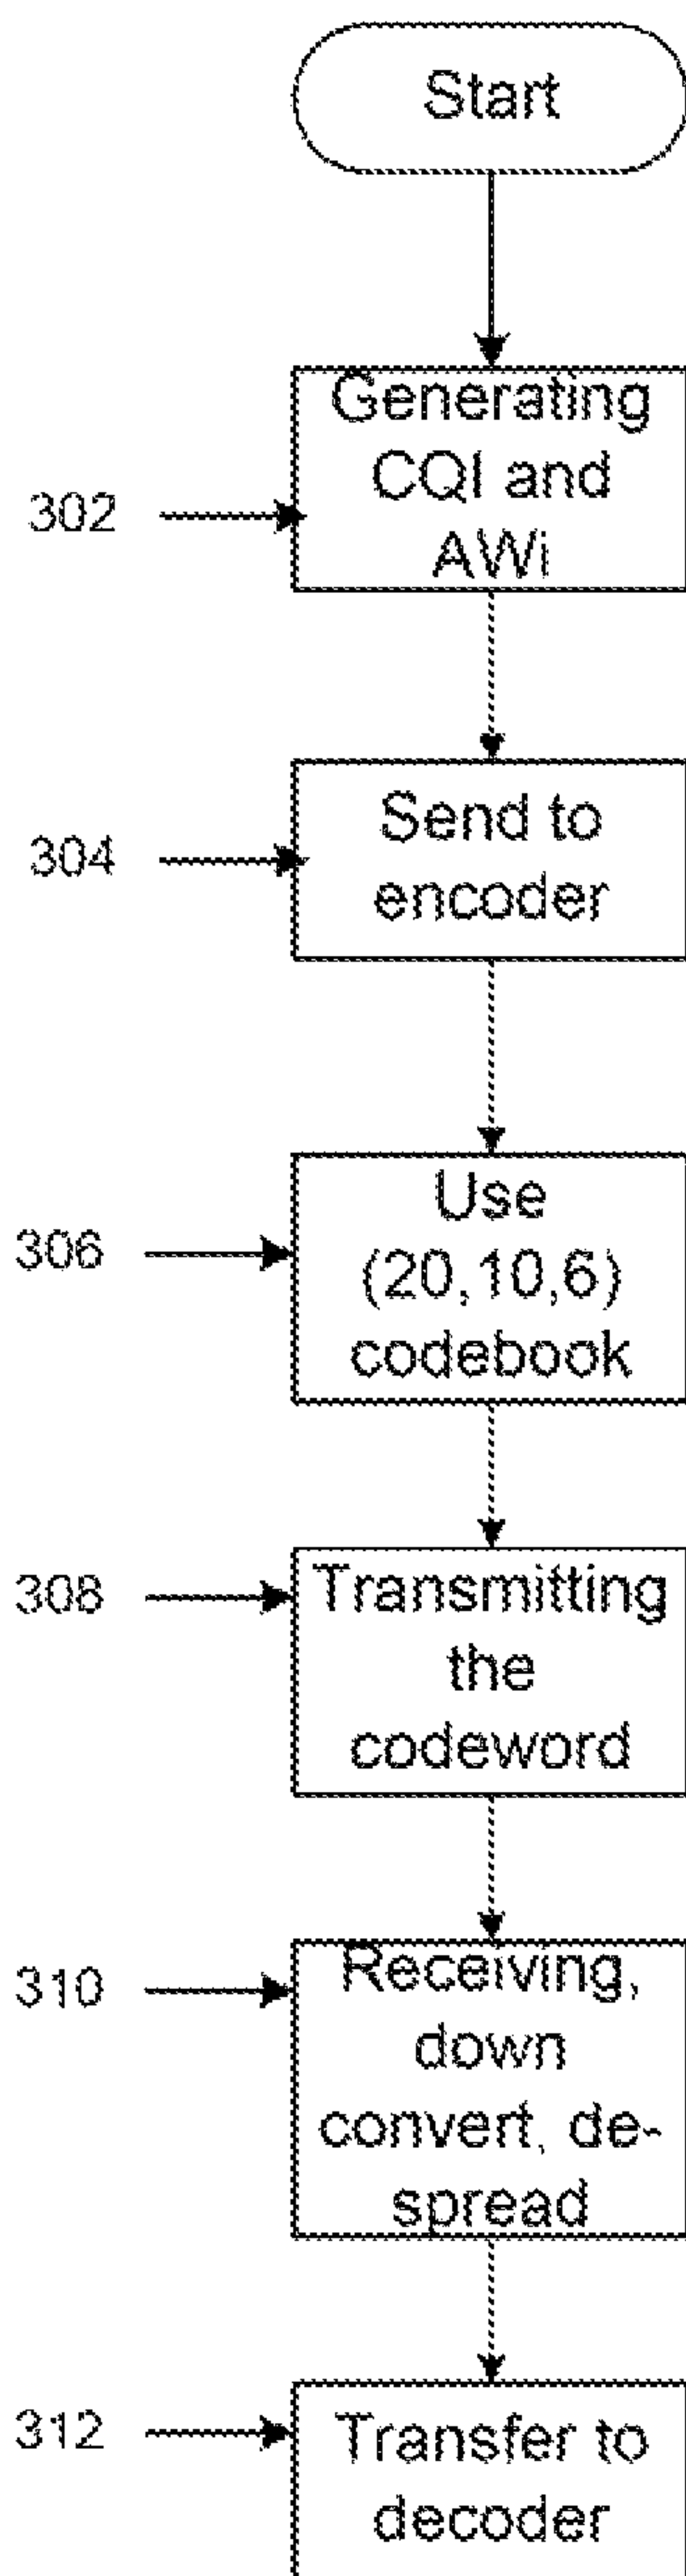 Start
302
Generating
CQI and
AWi
304
Send to
encoder
306
Use
(20,10,6)
codebook
308
Transmitting
the
codeword
310
Receiving,
down
convert, de-
spread
312
Transfer to
decoder